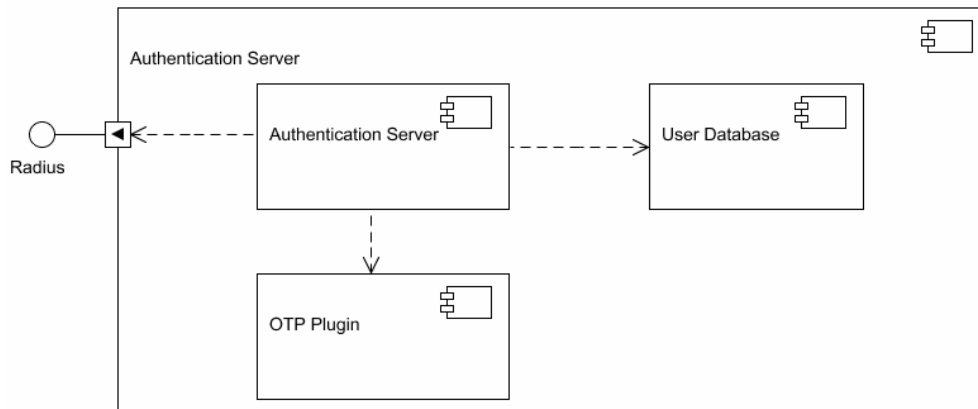 Authentication Server
Authentication Server
User Database
Radius
OTP Plugin